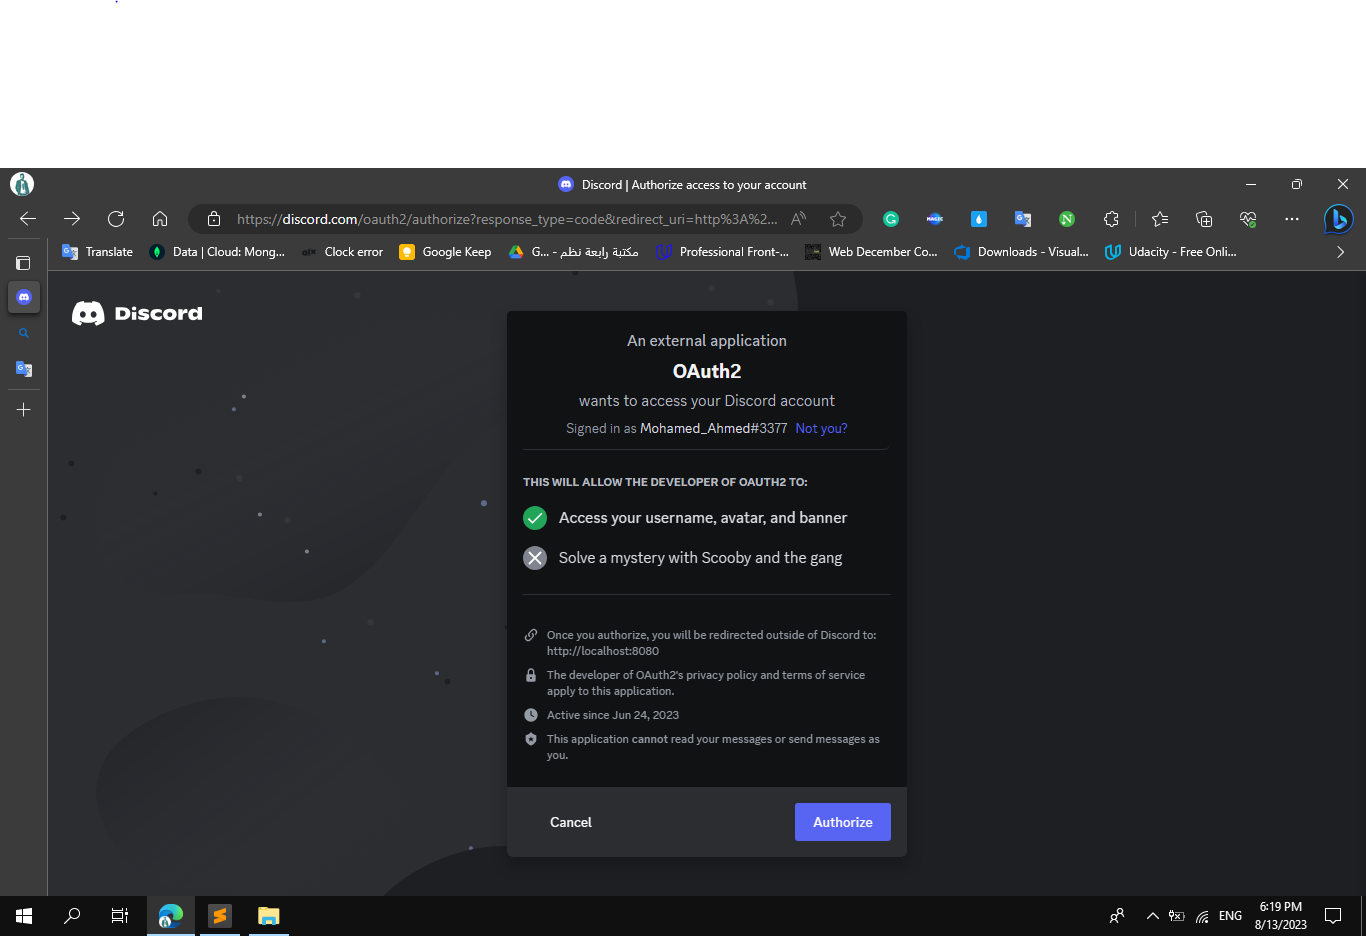 Discord | Authorize access to your account
https://discord.com/oauth2/authorize?response_type=code&redirect_uri=http%3A%2...
Translate
Data | Cloud: Mong...
Clock error
Google Keep
G... - مكتبة رابعة نظم
Professional Front-...
Web December Co...
Downloads - Visual...
Udacity - Free Onli...
Discord
An external application
OAuth2
wants to access your Discord account
Signed in as Mohamed_Ahmed#3377 Not you?
THIS WILL ALLOW THE DEVELOPER OF OAUTH2 TO:
Access your username, avatar, and banner
Solve a mystery with Scooby and the gang
Once you authorize, you will be redirected outside of Discord to:
http://localhost:8080
The developer of OAuth2's privacy policy and terms of service
apply to this application.
Active since Jun 24, 2023
This application cannot read your messages or send messages as
you.
Cancel
Authorize
ENG
6:19 PM
8/13/2023